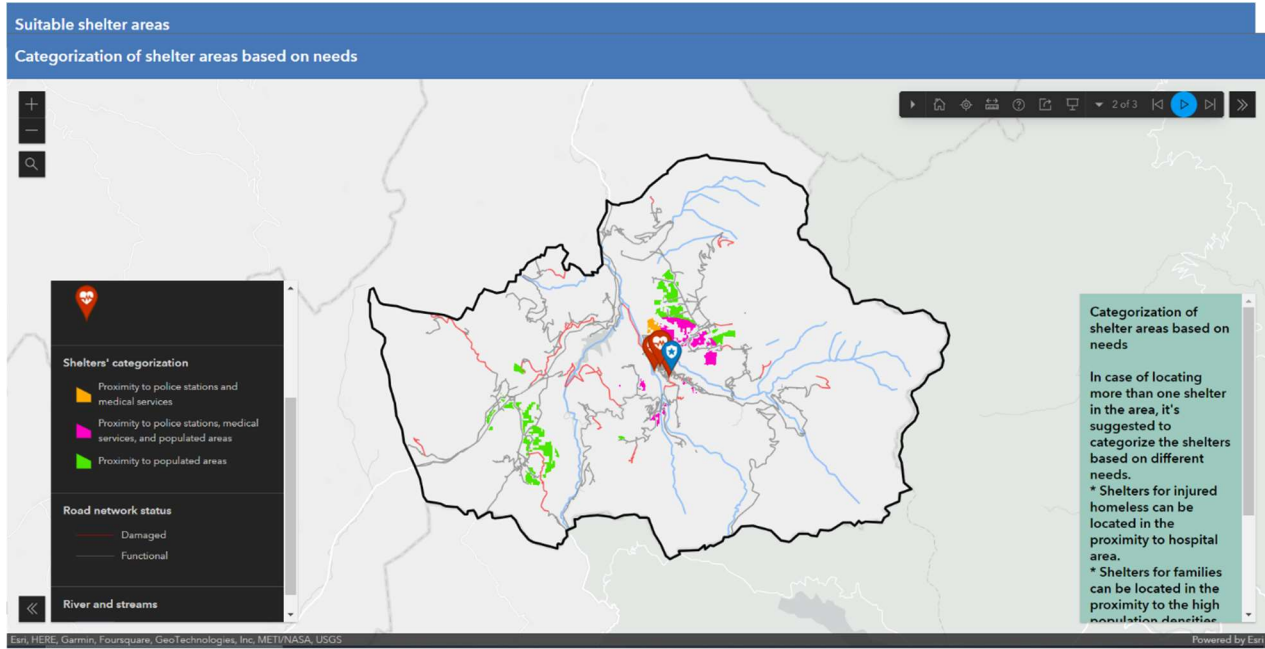 Suitable shelter areas
Categorization of shelter areas based on needs
2 of 3
Shelters' categorization
Proximity to police stations and
medical services
Proximity to police stations, medical
services, and populated areas
Proximity to populated areas
Road network status
Damaged
Functional
River and streams
Categorization of
shelter areas based on
needs
In case of locating
more than one shelter
in the area, it's
suggested to
categorize the shelters
based on different
needs.
* Shelters for injured
homeless can be
located in the
proximity to hospital
area.
* Shelters for families
can be located in the
proximity to the high
population densities
Esri, HERE, Garmin, Foursquare, GeoTechnologies, Inc, METI/NASA, USGS
Powered by Esri